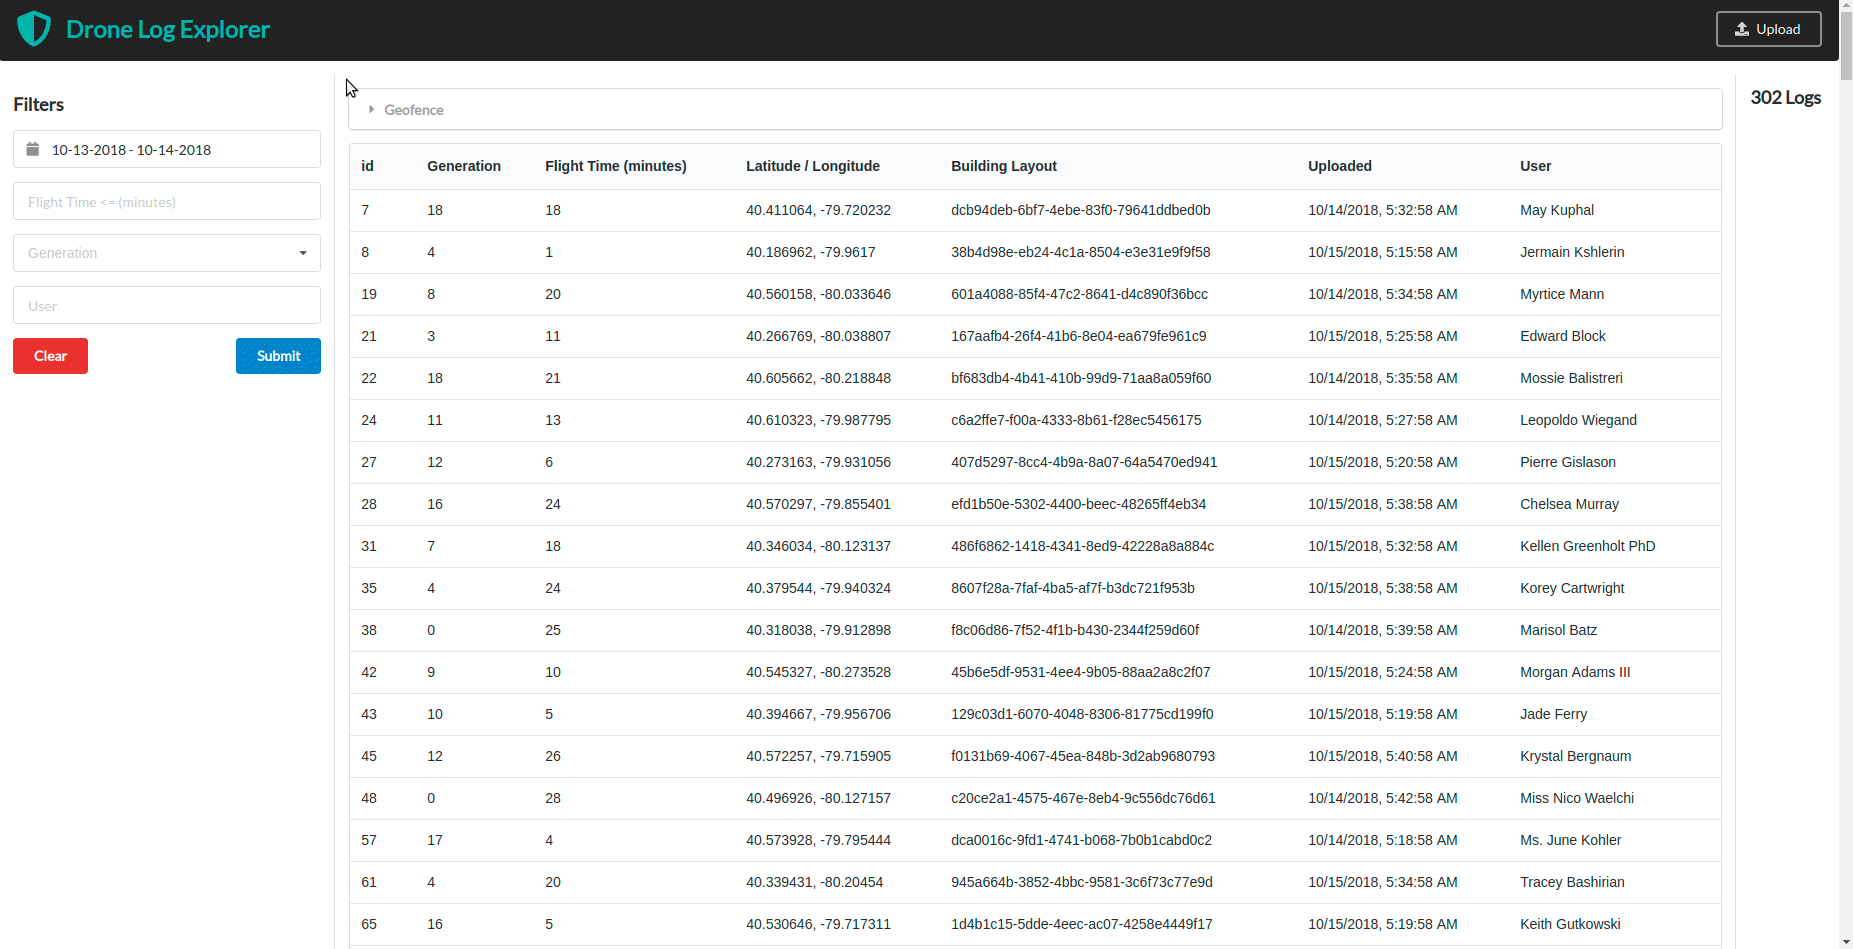 Drone Log Explorer
Upload
Filters
10-13-2018 - 10-14-2018
Flight Time <= (minutes)
Generation
User
Clear Submit
Geofence
id Generation Flight Time (minutes) Latitude / Longitude Building Layout Uploaded User
7 18 18 40.411064, -79.720232 dcb94deb-6bf7-4ebe-83f0-79641ddbed0b 10/14/2018, 5:32:58 AM May Kuphal
8 4 1 40.186962, -79.9617 38b4d98e-eb24-4c1a-8504-e3e31e9f9f58 10/15/2018, 5:15:58 AM Jermain Kshlerin
19 8 20 40.560158, -80.033646 601a4088-85f4-47c2-8641-d4c890f36bcc 10/14/2018, 5:34:58 AM Myrtice Mann
21 3 11 40.266769, -80.038807 167aafb4-26f4-41b6-8e04-ea679fe961c9 10/15/2018, 5:25:58 AM Edward Block
22 18 21 40.605662, -80.218848 bf683db4-4b41-410b-99d9-71aa8a059f60 10/14/2018, 5:35:58 AM Mossie Balistreri
24 11 13 40.610323, -79.987795 c6a2ffe7-f00a-4333-8b61-f28ec5456175 10/14/2018, 5:27:58 AM Leopoldo Wiegand
27 12 6 40.273163, -79.931056 407d5297-8cc4-4b9a-8a07-64a5470ed941 10/15/2018, 5:20:58 AM Pierre Gislason
28 16 24 40.570297, -79.855401 efd1b50e-5302-4400-beec-48265ff4eb34 10/15/2018, 5:38:58 AM Chelsea Murray
31 7 18 40.346034, -80.123137 486f6862-1418-4341-8ed9-42228a8a884c 10/15/2018, 5:32:58 AM Kellen Greenholt PhD
35 4 24 40.379544, -79.940324 8607f28a-7faf-4ba5-af7f-b3dc721f953b 10/15/2018, 5:38:58 AM Korey Cartwright
38 0 25 40.318038, -79.912898 f8c06d86-7f52-4f1b-b430-2344f259d60f 10/14/2018, 5:39:58 AM Marisol Batz
42 9 10 40.545327, -80.273528 45b6e5df-9531-4ee4-9b05-88aa2a8c2f07 10/15/2018, 5:24:58 AM Morgan Adams III
43 10 5 40.394667, -79.956706 129c03d1-6070-4048-8306-81775cd199f0 10/15/2018, 5:19:58 AM Jade Ferry
45 12 26 40.572257, -79.715905 f0131b69-4067-45ea-848b-3d2ab9680793 10/15/2018, 5:40:58 AM Krystal Bergnaum
48 0 28 40.496926, -80.127157 c20ce2a1-4575-467e-8eb4-9c556dc76d61 10/14/2018, 5:42:58 AM Miss Nico Waelchi
57 17 4 40.573928, -79.795444 dca0016c-9fd1-4741-b068-7b0b1cabd0c2 10/14/2018, 5:18:58 AM Ms. June Kohler
61 4 20 40.339431, -80.20454 945a664b-3852-4bbc-9581-3c6f73c77e9d 10/15/2018, 5:34:58 AM Tracey Bashirian
65 16 5 40.530646, -79.717311 1d4b1c15-5dde-4eec-ac07-4258e4449f17 10/15/2018, 5:19:58 AM Keith Gutkowski
302 Logs